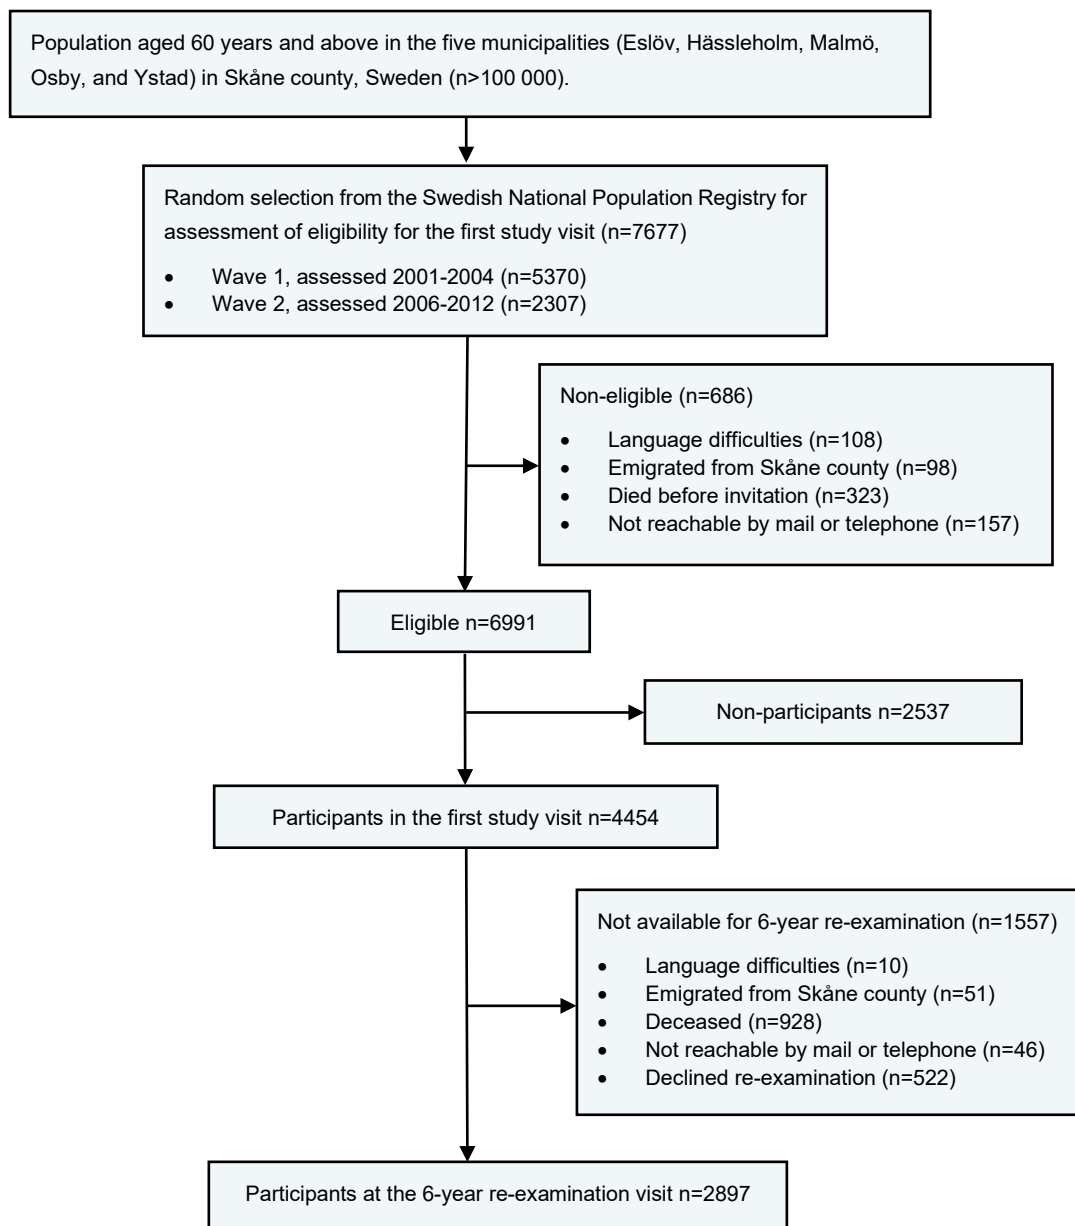 Population aged 60 years and above in the five municipalities (Eslöv, Hässleholm, Malmö,
Osby, and Ystad) in Skåne county, Sweden (n>100 000).
Random selection from the Swedish National Population Registry for
assessment of eligibility for the first study visit (n=7677)
• Wave 1, assessed 2001-2004 (n=5370)
• Wave 2, assessed 2006-2012 (n=2307)
Non-eligible (n=686)
• Language difficulties (n=108)
• Emigrated from Skåne county (n=98)
• Died before invitation (n=323)
• Not reachable by mail or telephone (n=157)
Eligible n=6991
Non-participants n=2537
Participants in the first study visit n=4454
Not available for 6-year re-examination (n=1557)
• Language difficulties (n=10)
• Emigrated from Skåne county (n=51)
• Deceased (n=928)
• Not reachable by mail or telephone (n=46)
• Declined re-examination (n=522)
Participants at the 6-year re-examination visit n=2897